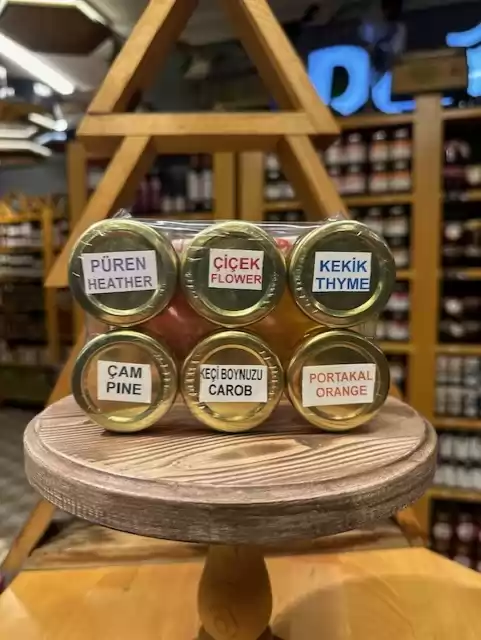 PÜREN
HEATHER
ÇİÇEK
FLOWER
KEKİK
THYME
ÇAM
PINE
KEÇİ BOYNUZU
CAROB
PORTAKAL
ORANGE